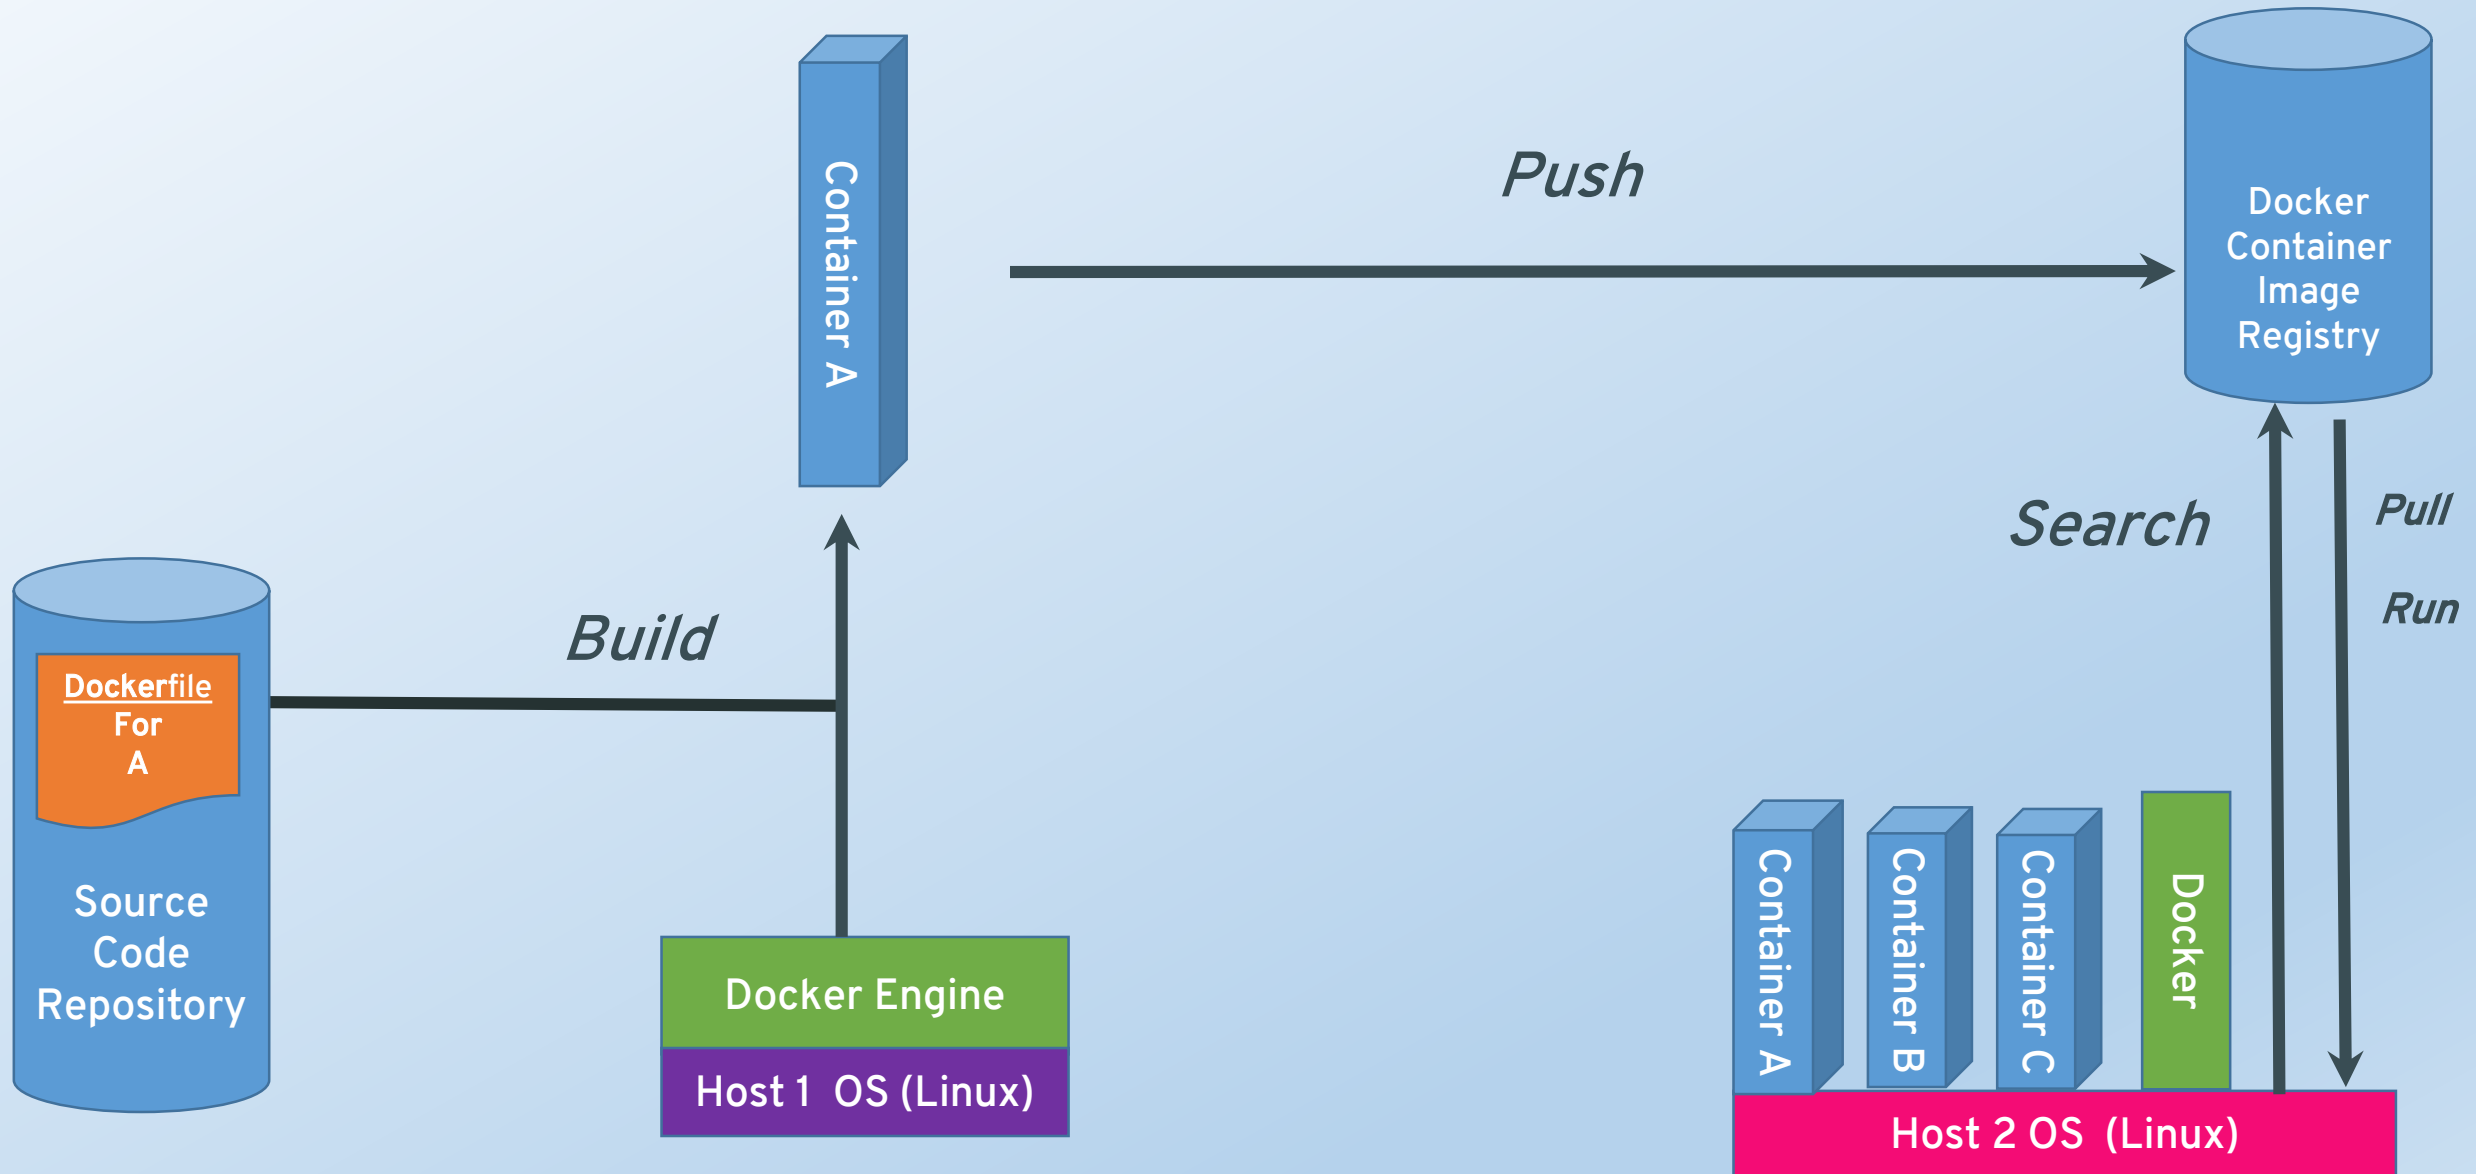 Container A
Push
Docker
Container
Image
Registry
Search
Pull
Run
Build
Dockerfile
For
A
Source
Code
Repository
Docker Engine
Host 1 OS (Linux)
Container A
Container B
Container C
Docker
Host 2 OS (Linux)